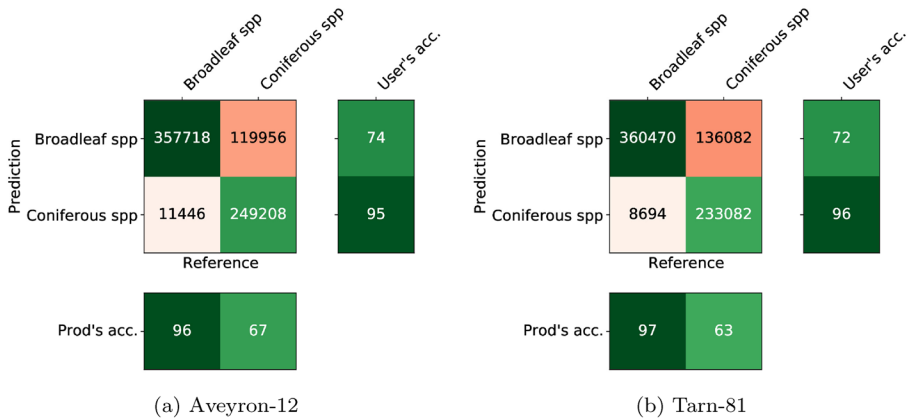 Broadleaf spp
Coniferous spp
User's acc.
Prediction
Broadleaf spp
357718 119956 74
Coniferous spp
11446 249208 95
Reference
Prod's acc.
96 67
(a) Aveyron-12
Broadleaf spp
Coniferous spp
User's acc.
Prediction
Broadleaf spp
360470 136082 72
Coniferous spp
8694 233082 96
Reference
Prod's acc.
97 63
(b) Tarn-81